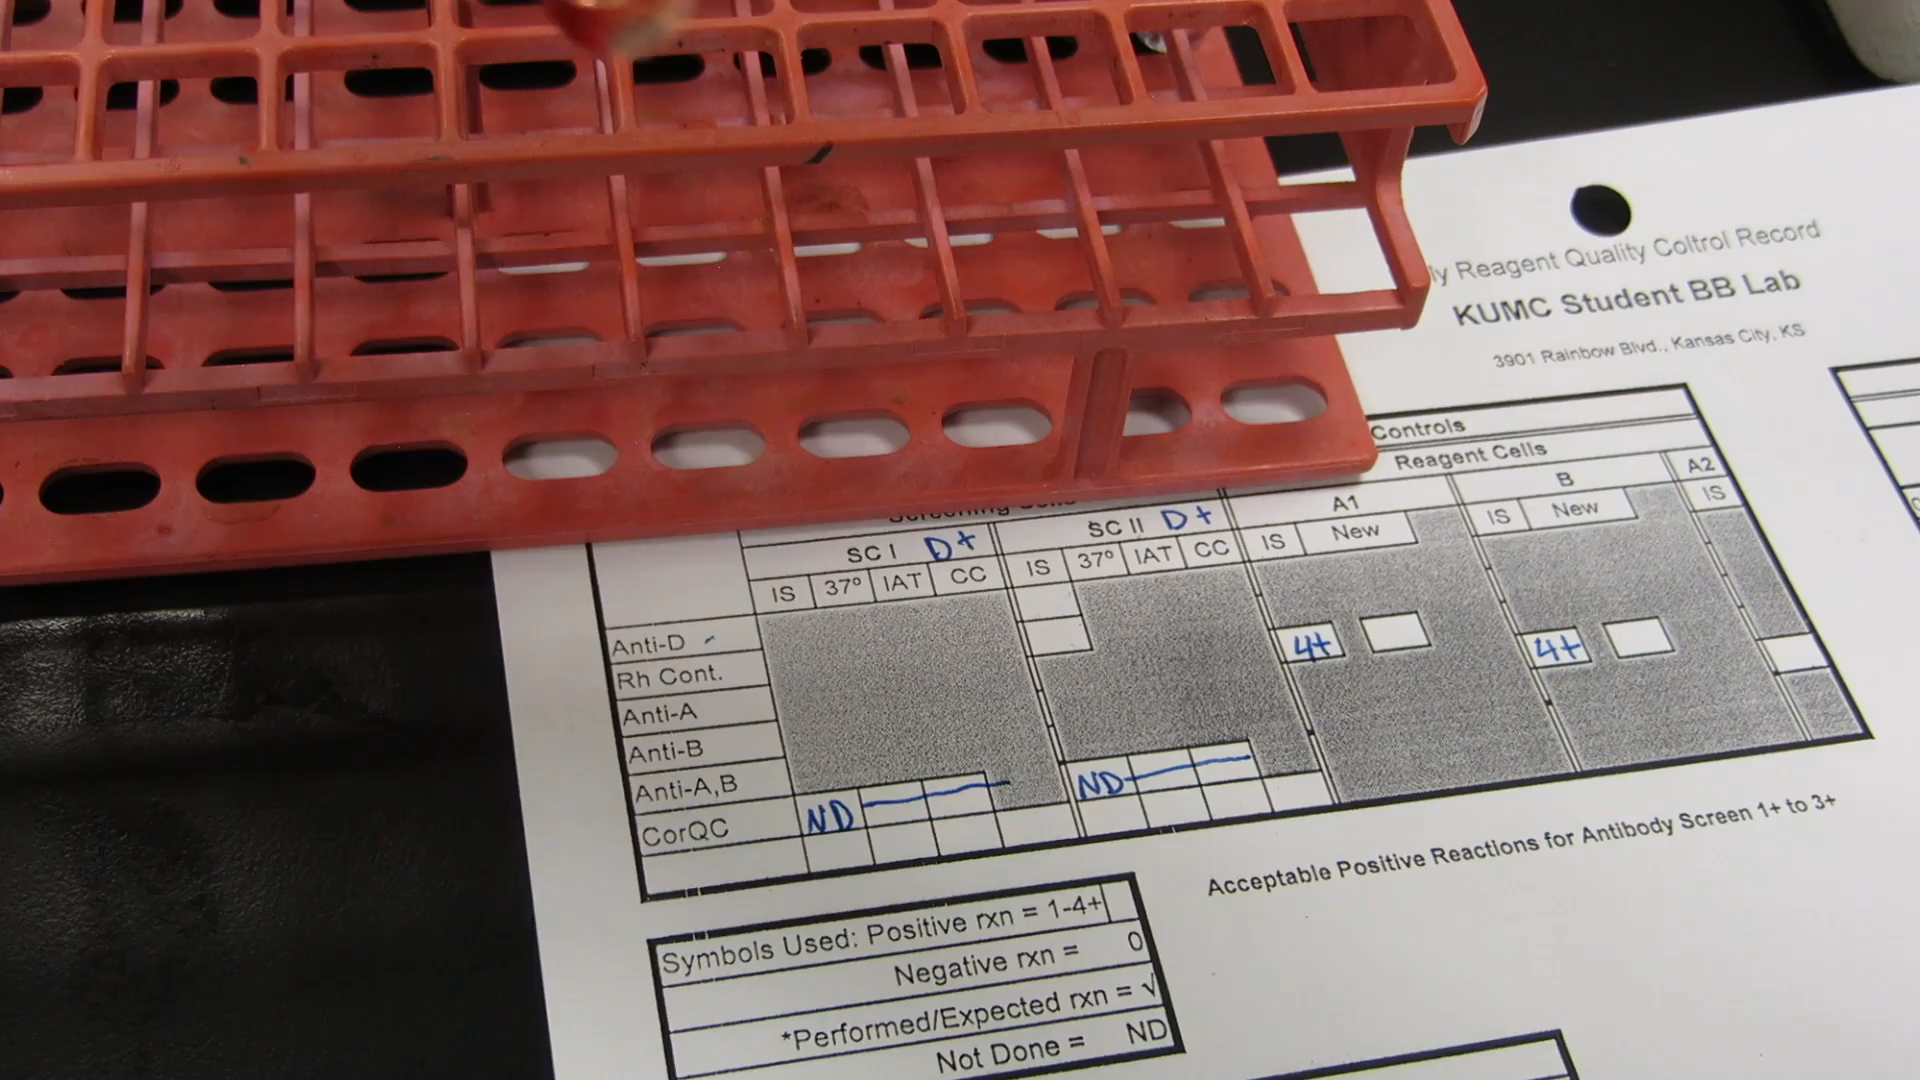 ly Reagent Quality Coltrol Record
KUMC Student BB Lab
3901 Rainbow Blvd., Kansas City, KS
Controls
Reagent Cells
Screening Cells
SC I D+ SC II D+ A1 B A2
IS 37° IAT CC IS 37° IAT CC IS New IS New IS
Anti-D
Rh Cont.
Anti-A 4+ 4+
Anti-B
Anti-A,B
CorQC ND ND
Acceptable Positive Reactions for Antibody Screen 1+ to 3+
Symbols Used: Positive rxn = 1-4+
Negative rxn = 0
*Performed/Expected rxn = √
Not Done = ND